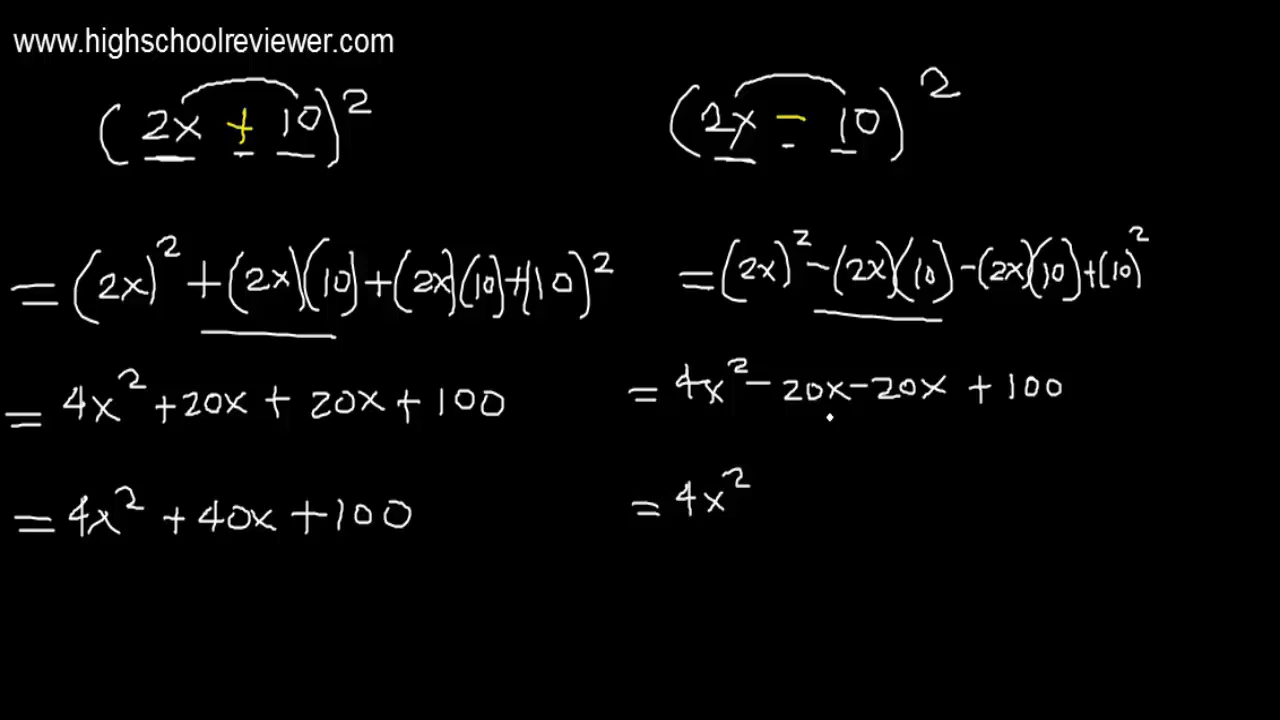 www.highschoolreviewer.com
(2x + 10)²
= (2x)² + (2x)(10) + (2x)(10) + (10)²
= 4x² + 20x + 20x + 100
= 4x² + 40x + 100
(2x - 10)²
= (2x)² - (2x)(10) - (2x)(10) + (10)²
= 4x² - 20x - 20x + 100
= 4x²